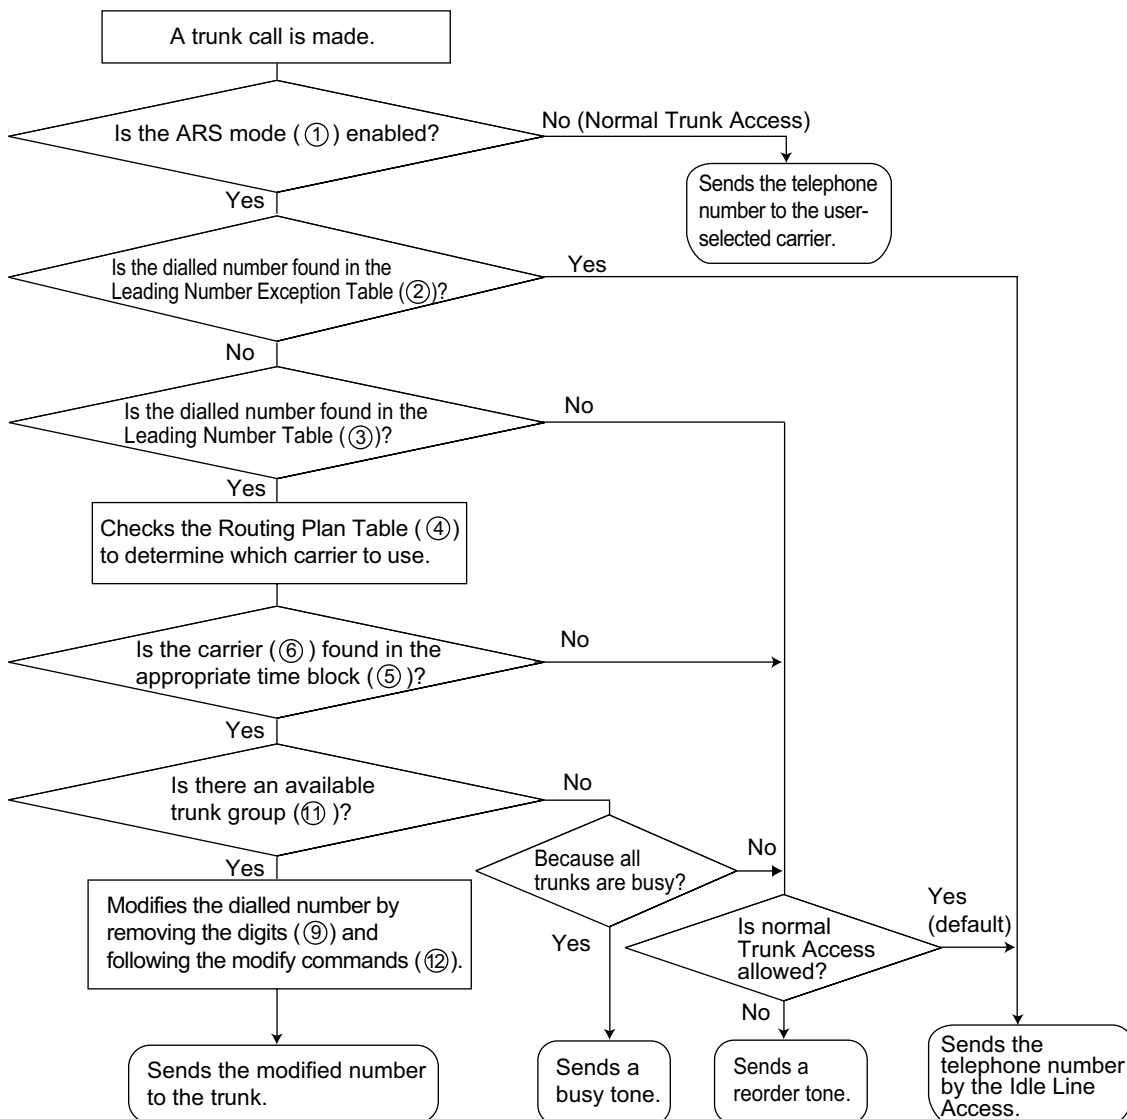 A trunk call is made.
Is the ARS mode (①) enabled?
No (Normal Trunk Access)
Sends the telephone
number to the user-
selected carrier.
Yes
Is the dialled number found in the
Leading Number Exception Table (②)?
Yes
No
Is the dialled number found in the
Leading Number Table (③)?
No
Yes
Checks the Routing Plan Table (④)
to determine which carrier to use.
Is the carrier (⑥) found in the
appropriate time block (⑤)?
No
Yes
Is there an available
trunk group (⑪)?
No
Yes
Because all
trunks are busy?
No
Yes
Modifies the dialled number by
removing the digits (⑨) and
following the modify commands (⑫).
Is normal
Trunk Access
allowed?
Yes
(default)
No
Sends the modified number
to the trunk.
Sends a
busy tone.
Sends a
reorder tone.
Sends the
telephone number
by the Idle Line
Access.